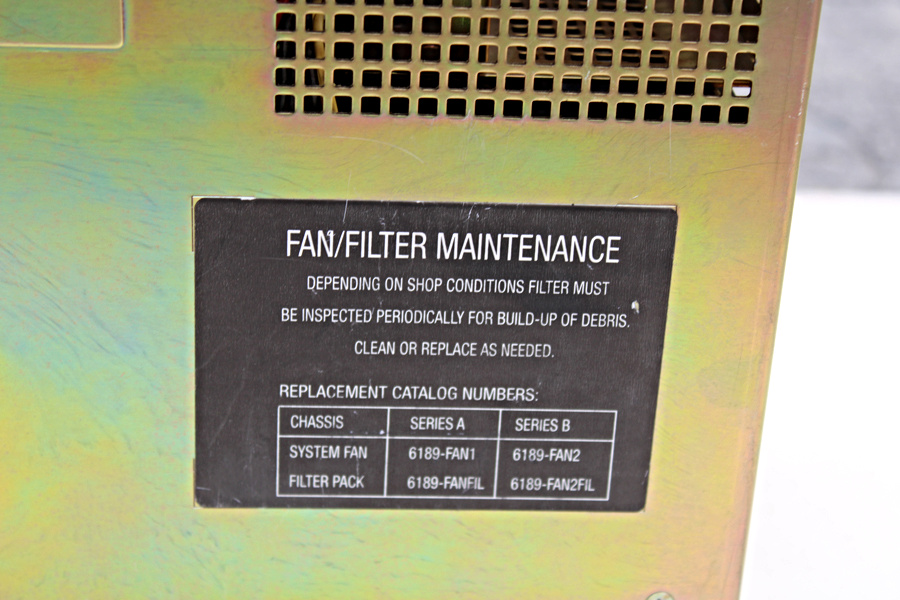 FAN/FILTER MAINTENANCE
DEPENDING ON SHOP CONDITIONS FILTER MUST
BE INSPECTED PERIODICALLY FOR BUILD-UP OF DEBRIS.
CLEAN OR REPLACE AS NEEDED.
REPLACEMENT CATALOG NUMBERS:
CHASSIS SERIES A SERIES B
SYSTEM FAN 6189-FAN1 6189-FAN2
FILTER PACK 6189-FANFIL 6189-FAN2FIL